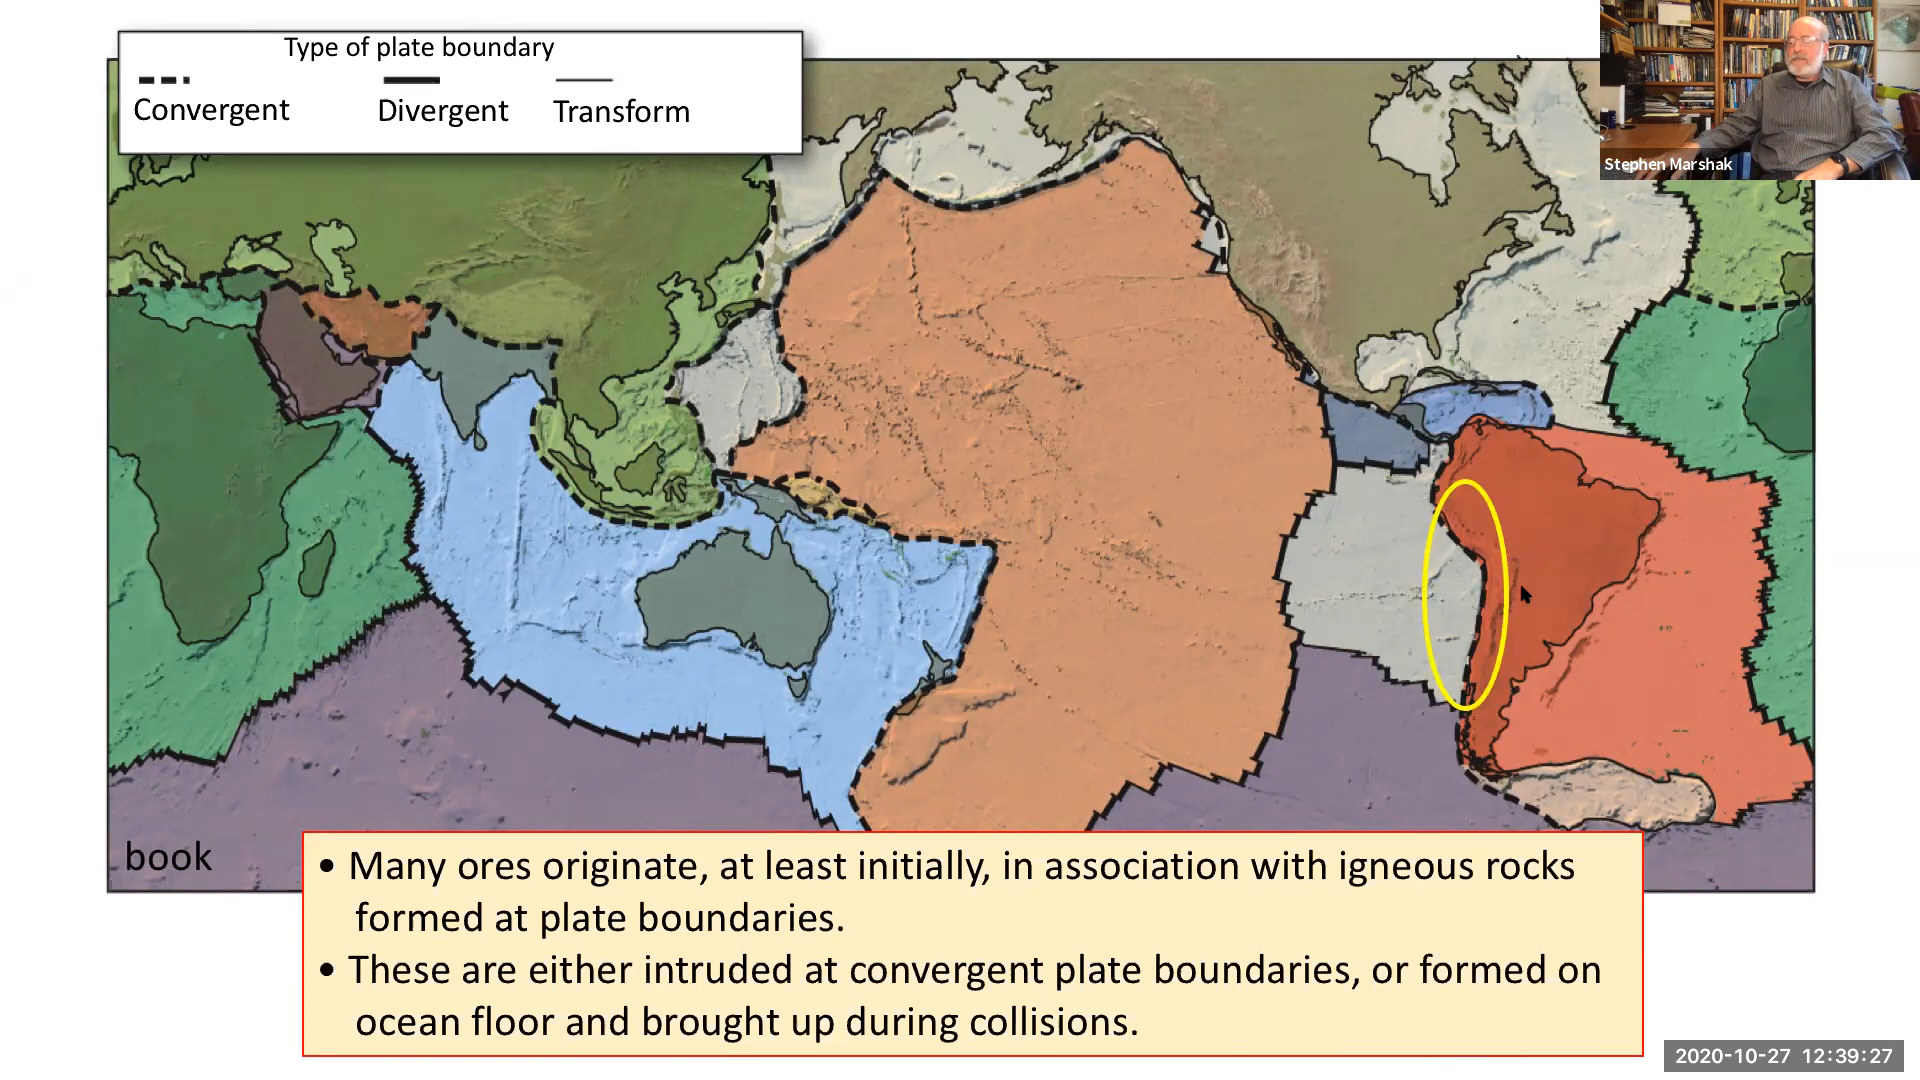 Type of plate boundary
Convergent Divergent Transform
Stephen Marshak
book
• Many ores originate, at least initially, in association with igneous rocks
formed at plate boundaries.
• These are either intruded at convergent plate boundaries, or formed on
ocean floor and brought up during collisions.
2020-10-27 12:39:27